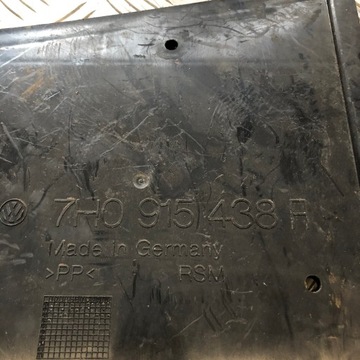 7H0 915 438
Made in Germany
>PP< RSM